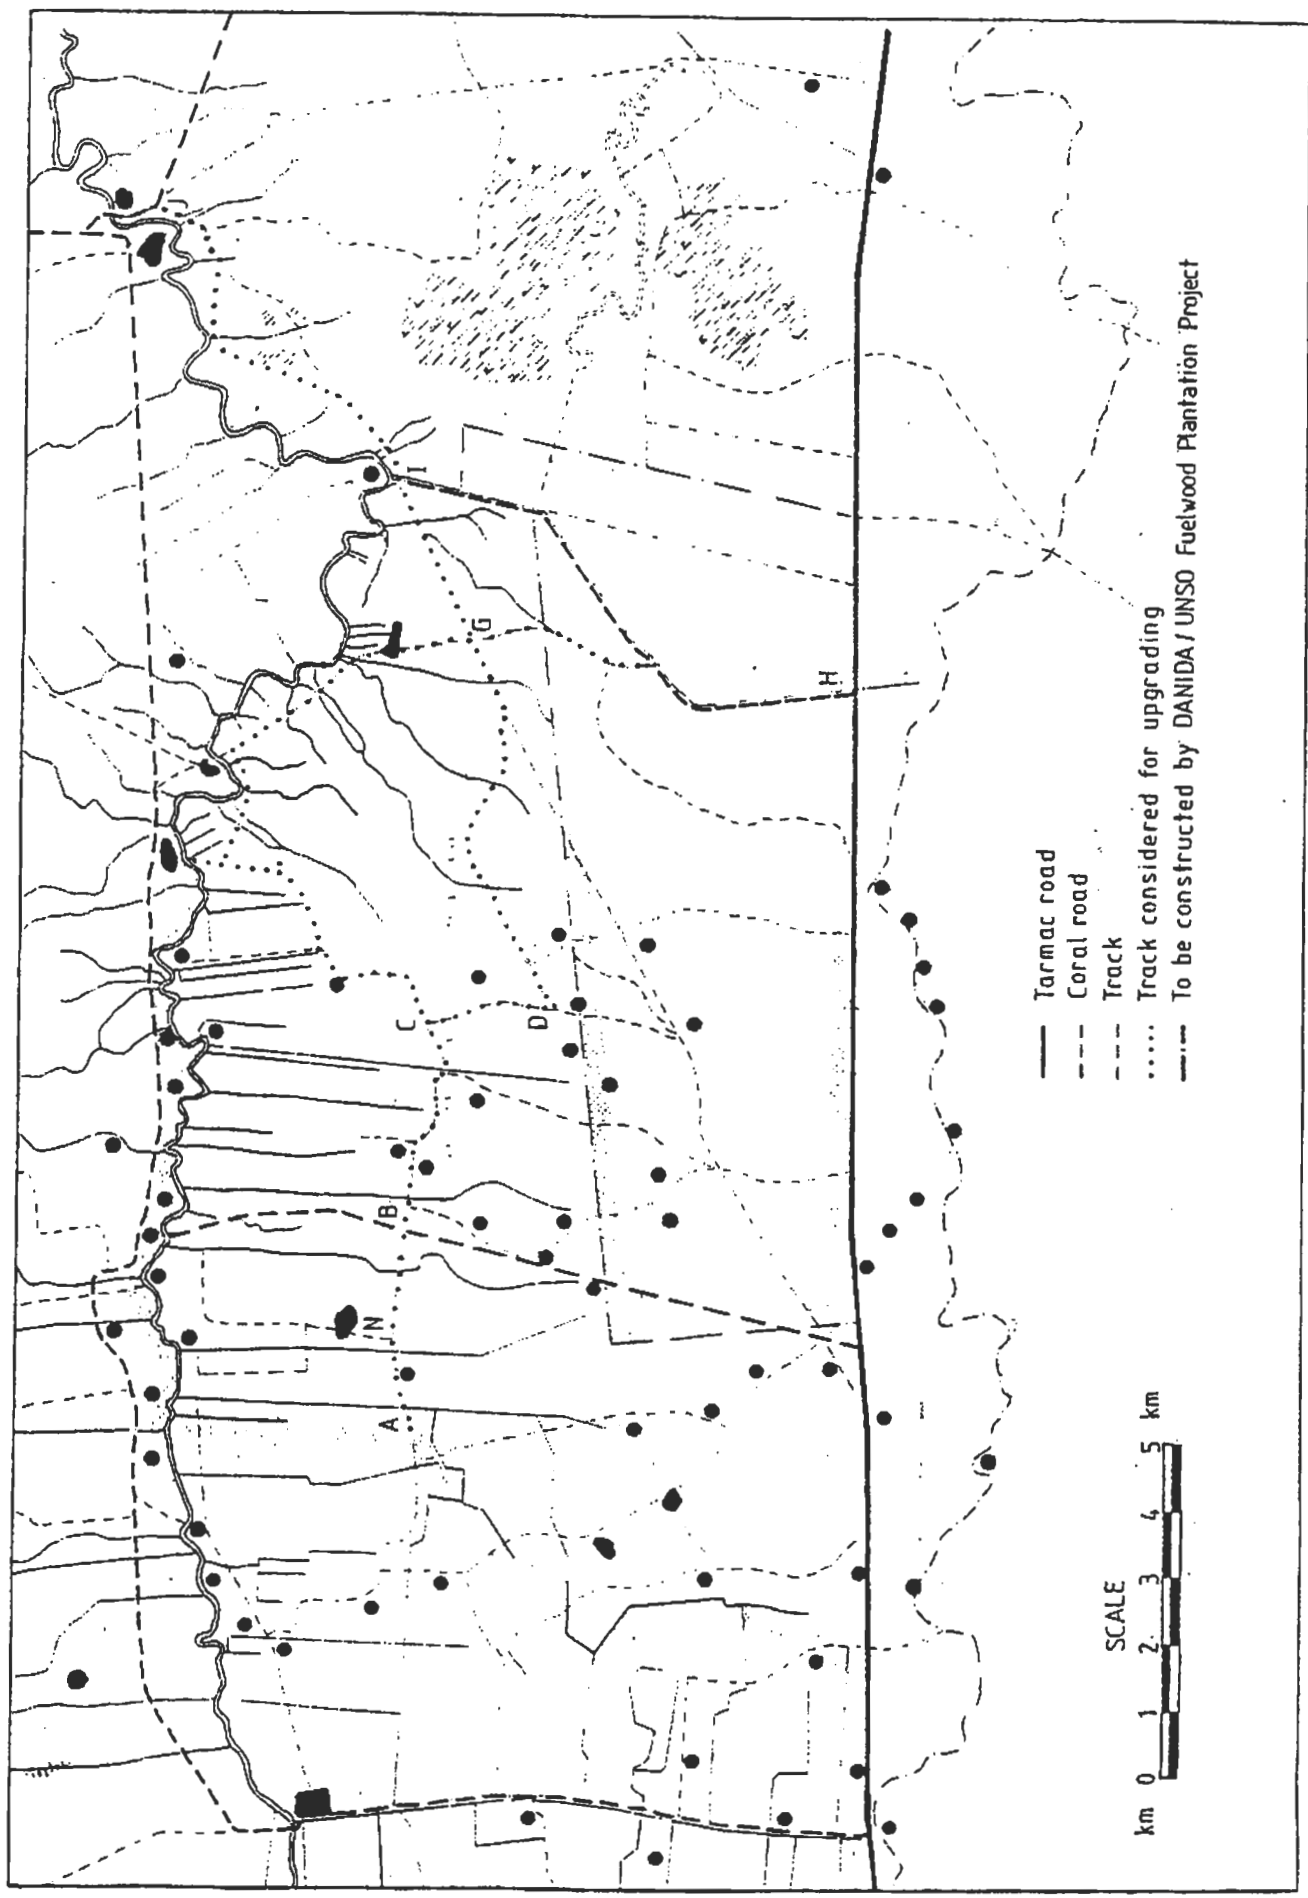 A
N
B
C
D
G
I
H
Tarmac road
Coral road
Track
Track considered for upgrading
To be constructed by DANIDA / UNSO Fuelwood Plantation Project
SCALE
km 0 1 2 3 4 5 km